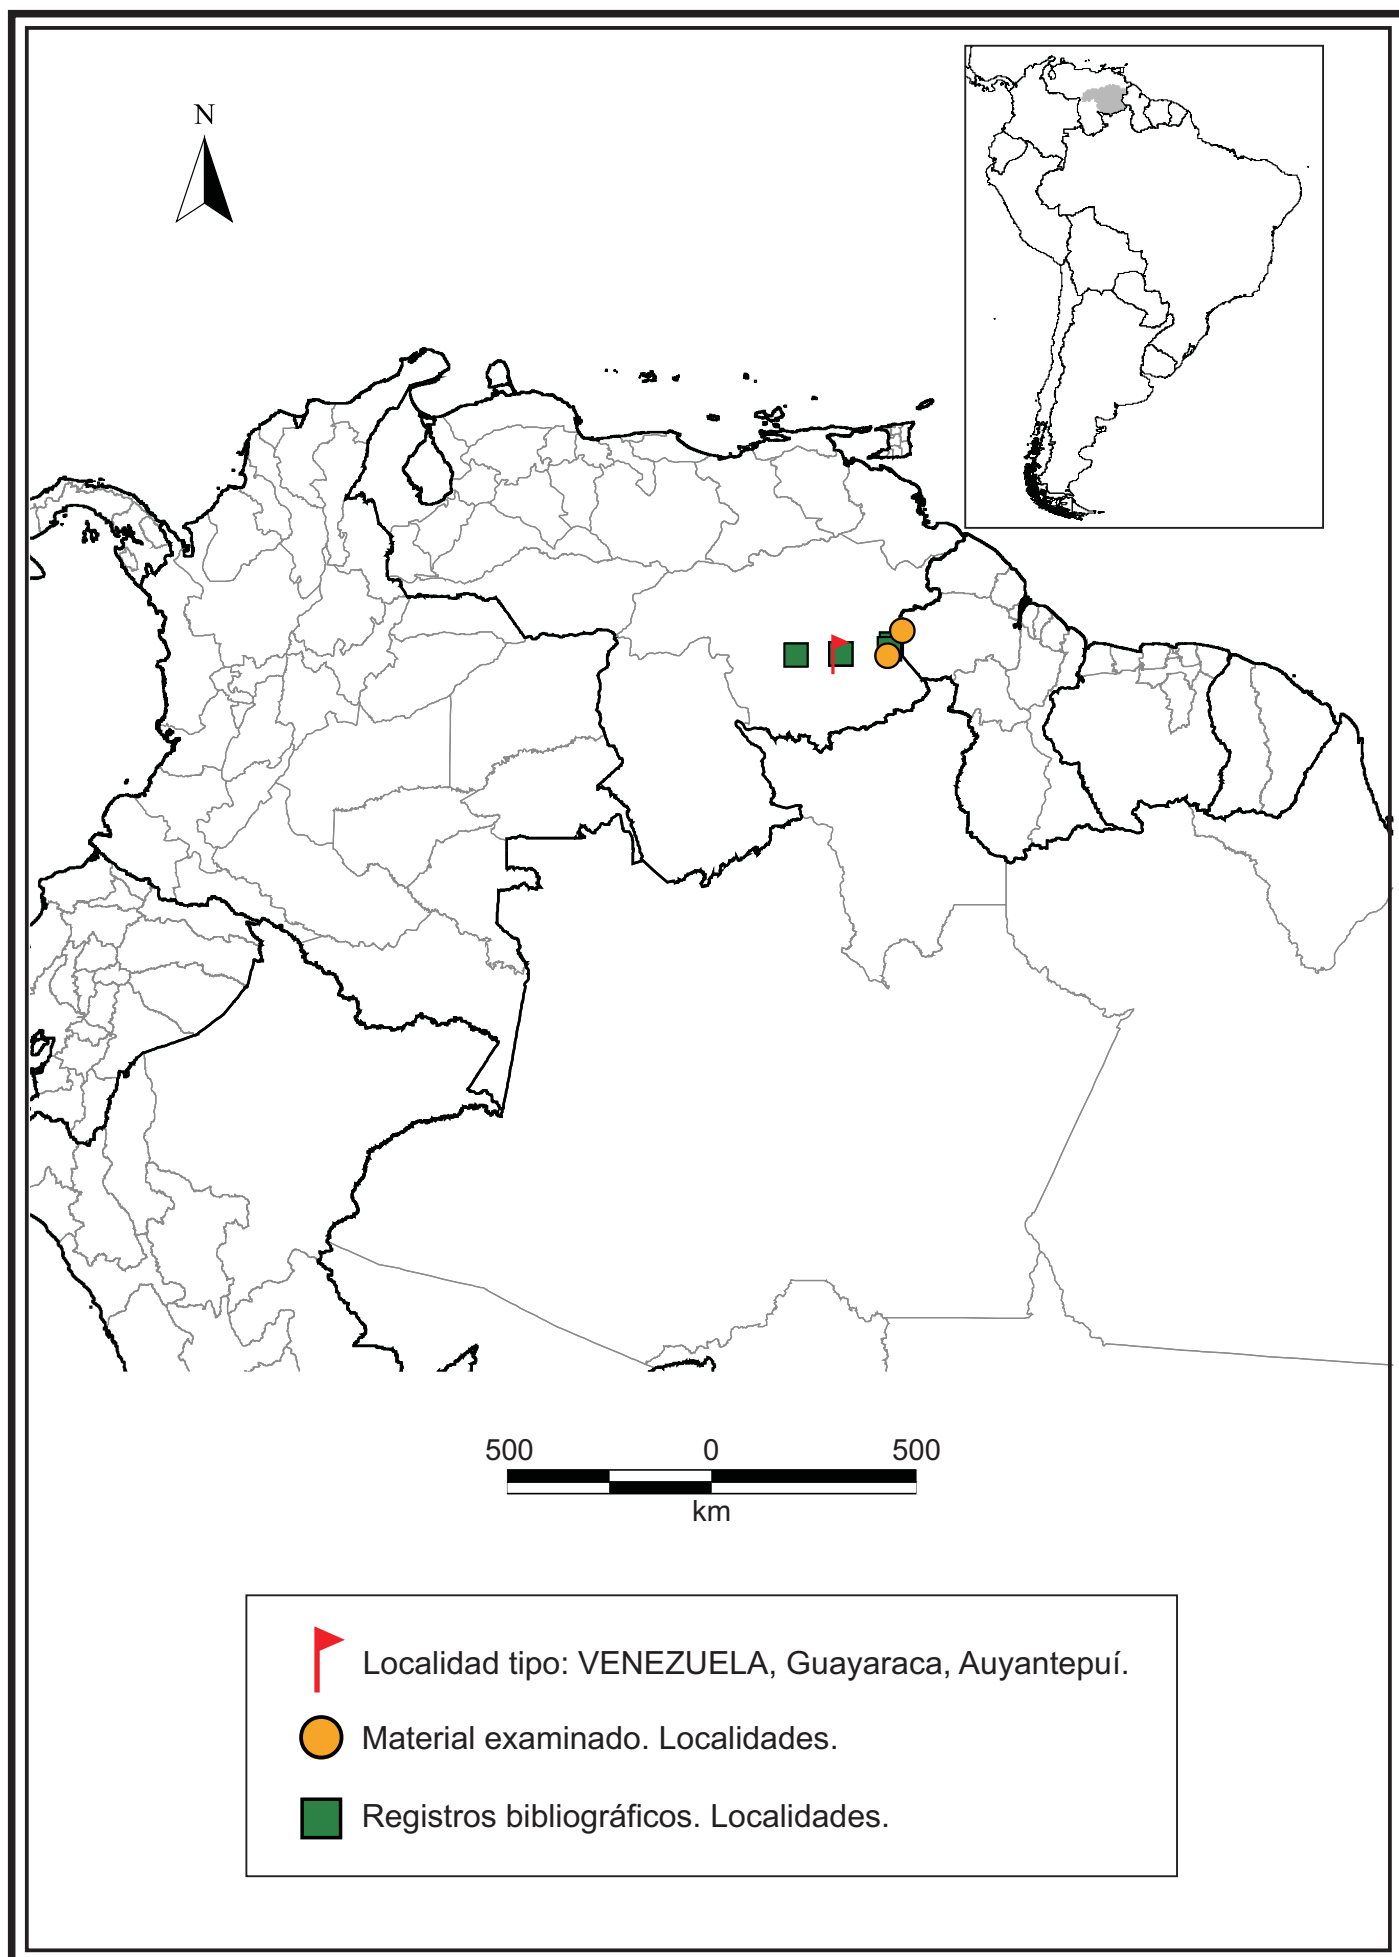 N
500 0 500
km
Localidad tipo: VENEZUELA, Guayaraca, Auyantepuí.
Material examinado. Localidades.
Registros bibliográficos. Localidades.